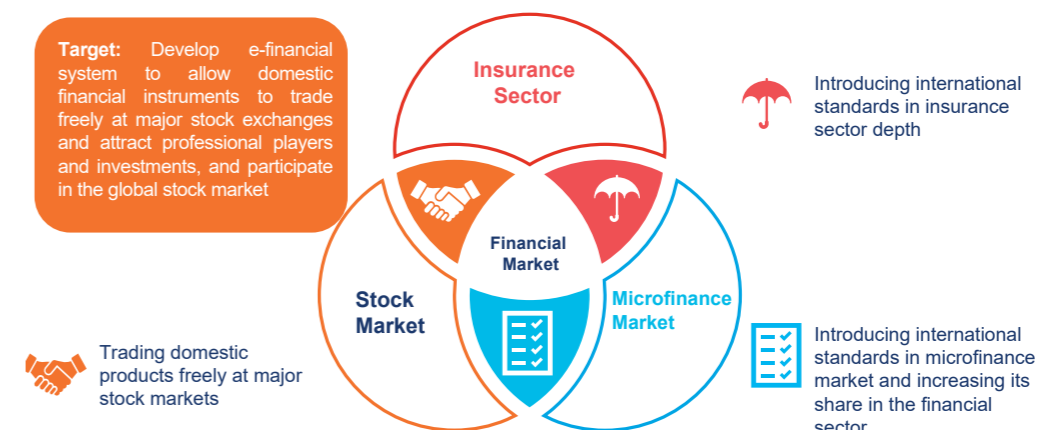 Target: Develop e-financial
system to allow domestic
financial instruments to trade
freely at major stock exchanges
and attract professional players
and investments, and participate
in the global stock market
Insurance
Sector
Introducing international
standards in insurance
sector depth
Financial
Market
Stock
Market
Microfinance
Market
Trading domestic
products freely at major
stock markets
Introducing international
standards in microfinance
market and increasing its
share in the financial
sector